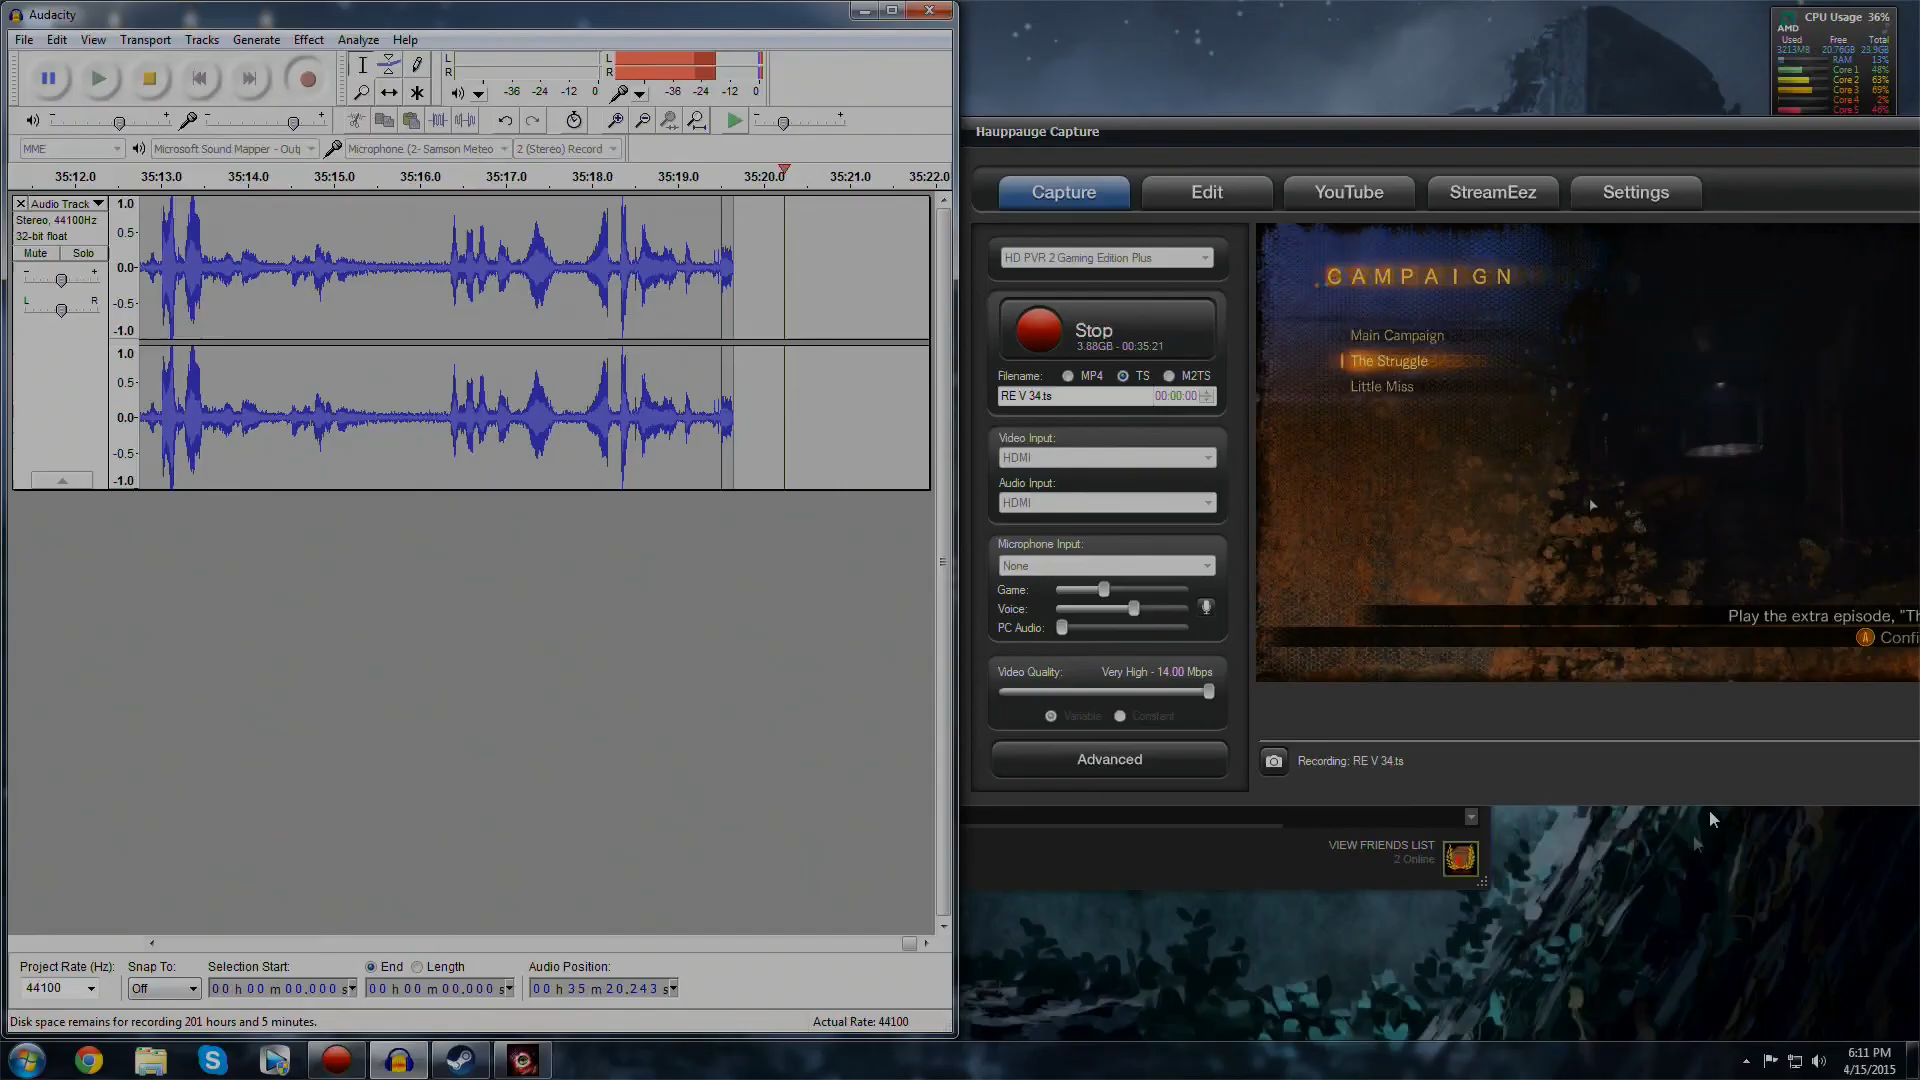 Audacity
File Edit View Transport Tracks Generate Effect Analyze Help
L
R
-36 -24 -12 0
L
R
-36 -24 -12 0
MME
Microsoft Sound Mapper - Outp
Microphone (2- Samson Meteo
2 (Stereo) Record
35:12.0 35:13.0 35:14.0 35:15.0 35:16.0 35:17.0 35:18.0 35:19.0 35:20.0 35:21.0 35:22.0
Audio Track
Stereo, 44100Hz
32-bit float
Mute Solo
- +
L R
1.0
0.5
0.0
-0.5
-1.0
1.0
0.5
0.0
-0.5
-1.0
Project Rate (Hz):
44100
Snap To:
Off
Selection Start:
00 h 00 m 00.000 s
End Length
00 h 00 m 00.000 s
Audio Position:
00 h 35 m 20.243 s
Disk space remains for recording 201 hours and 5 minutes.
Actual Rate: 44100
AMD
CPU Usage 36%
Used Free Total
3213MB 20.76GB 23.9GB
RAM 13%
Core 1 48%
Core 2 63%
Core 3 69%
Core 4 2%
Core 5 46%
Hauppauge Capture
Capture Edit YouTube StreamEez Settings
HD PVR 2 Gaming Edition Plus
Stop
3.88GB - 00:35:21
Filename: MP4 TS M2TS
RE V 34.ts 00:00:00
Video Input:
HDMI
Audio Input:
HDMI
Microphone Input:
None
Game:
Voice:
PC Audio:
Video Quality: Very High - 14.00 Mbps
Variable Constant
Advanced
CAMPAIGN
Main Campaign
The Struggle
Little Miss
Play the extra episode, "Th
A Confi
Recording: RE V 34.ts
VIEW FRIENDS LIST
2 Online
6:11 PM
4/15/2015